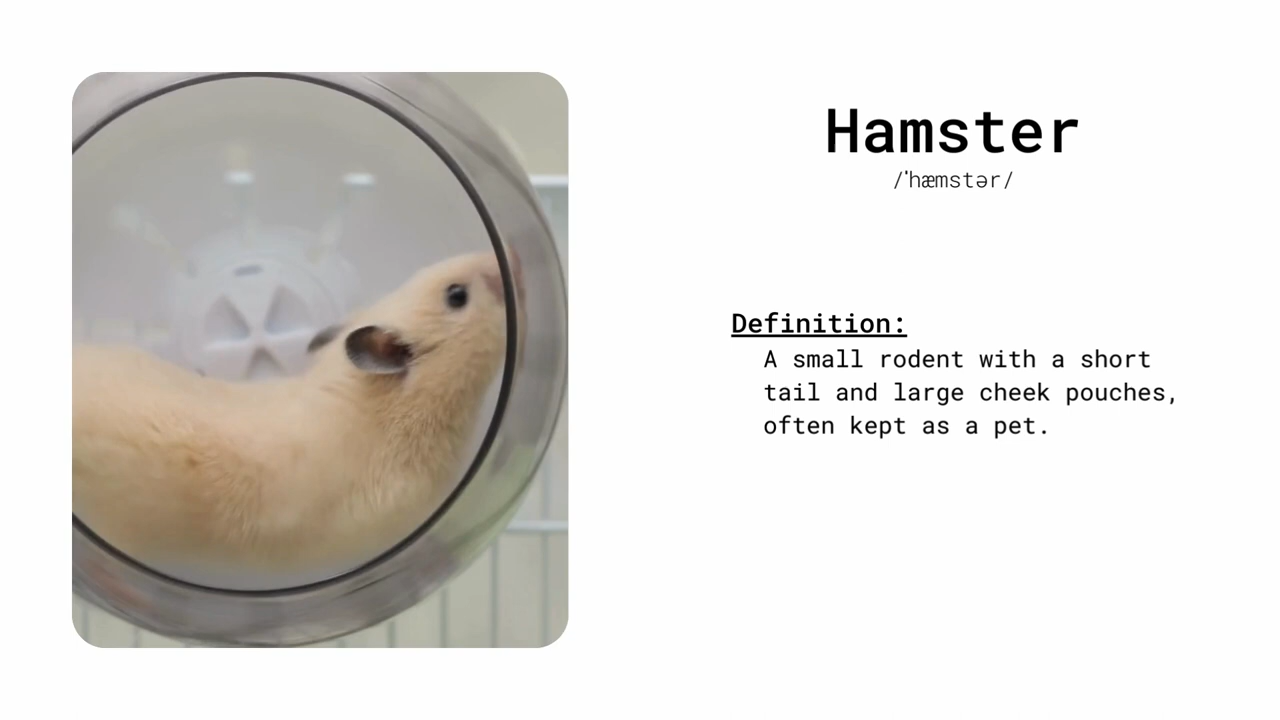 Hamster
/ˈhæmstər/
Definition:
A small rodent with a short
tail and large cheek pouches,
often kept as a pet.